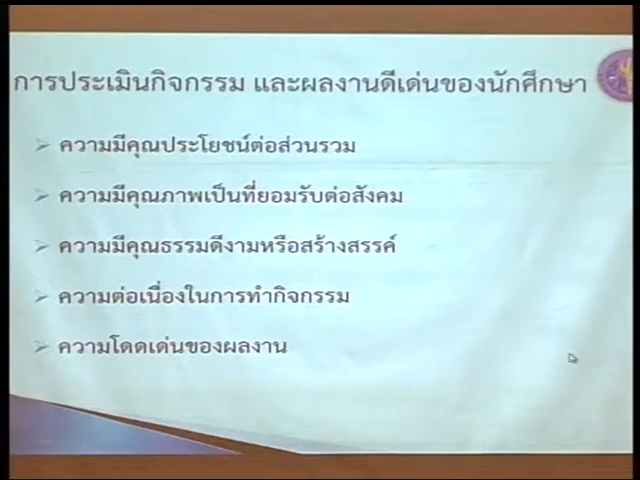 การประเมินกิจกรรม และผลงานดีเด่นของนักศึกษา
ความมีคุณประโยชน์ต่อส่วนรวม
ความมีคุณภาพเป็นที่ยอมรับต่อสังคม
ความมีคุณธรรมดีงามหรือสร้างสรรค์
ความต่อเนื่องในการทำกิจกรรม
ความโดดเด่นของผลงาน